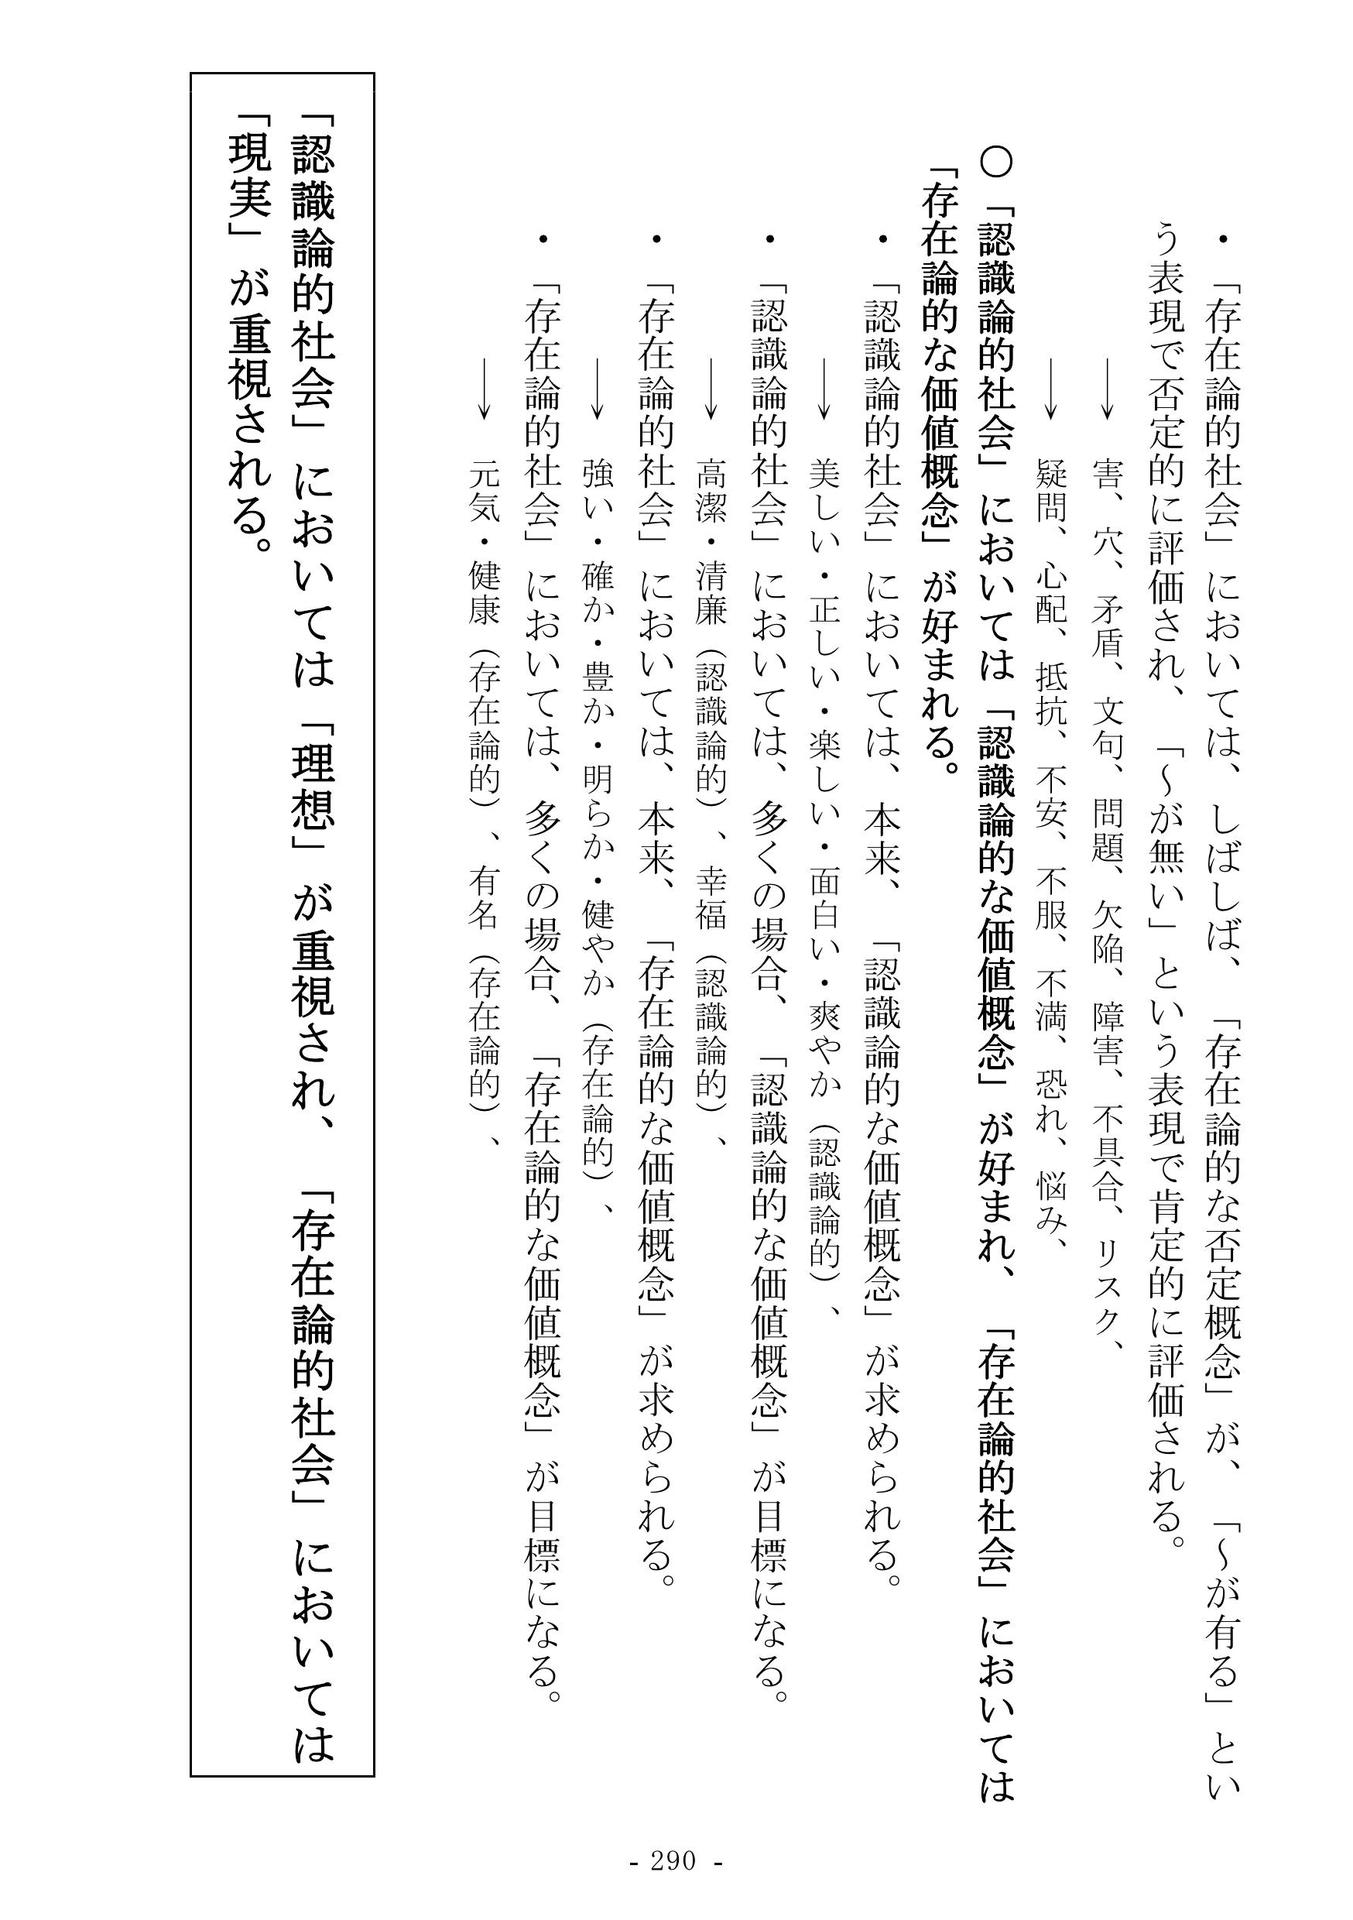 ・「存在論的社会」においては、しばしば、「存在論的な否定概念」が、「～が有る」とい
う表現で否定的に評価され、「～が無い」という表現で肯定的に評価される。
→ 害、穴、矛盾、文句、問題、欠陥、障害、不具合、リスク、
→ 疑問、心配、抵抗、不安、不服、不満、恐れ、悩み、
○「認識論的社会」においては「認識論的な価値概念」が好まれ、「存在論的社会」においては
「存在論的な価値概念」が好まれる。
・「認識論的社会」においては、本来、「認識論的な価値概念」が求められる。
→ 美しい・正しい・楽しい・面白い・爽やか（認識論的）、
・「認識論的社会」においては、多くの場合、「認識論的な価値概念」が目標になる。
→ 高潔・清廉（認識論的）、幸福（認識論的）、
・「存在論的社会」においては、本来、「存在論的な価値概念」が求められる。
→ 強い・確か・豊か・明らか・健やか（存在論的）、
・「存在論的社会」においては、多くの場合、「存在論的な価値概念」が目標になる。
→ 元気・健康（存在論的）、有名（存在論的）、
「認識論的社会」においては「理想」が重視され、「存在論的社会」においては
「現実」が重視される。
- 290 -